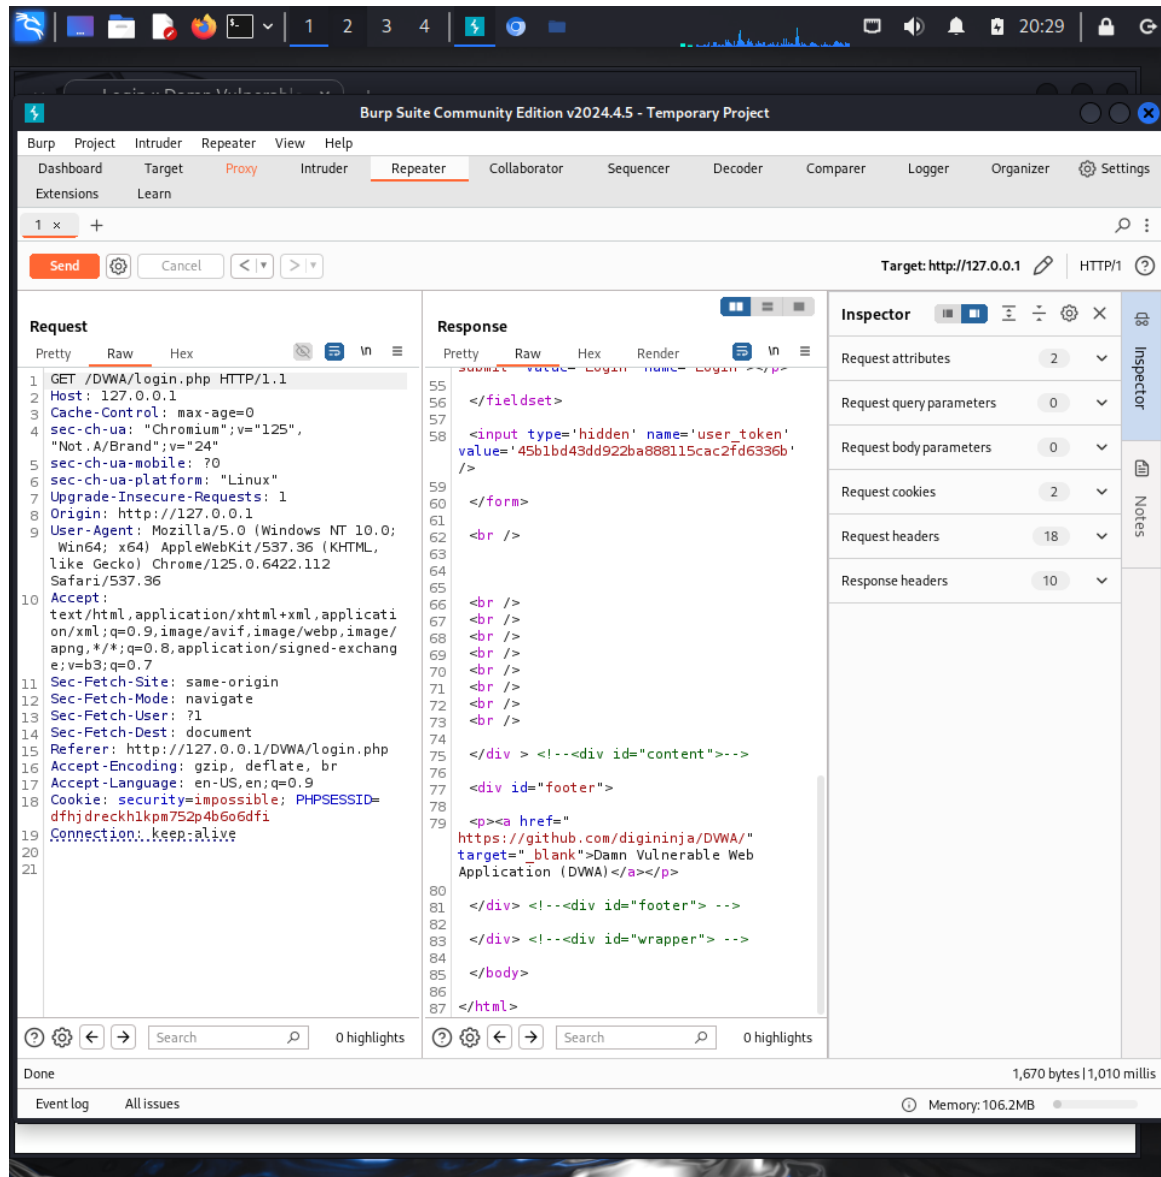 1 2 3 4 20:29
Burp Suite Community Edition v2024.4.5 - Temporary Project
Burp Project Intruder Repeater View Help
Dashboard Target Proxy Intruder Repeater Collaborator Sequencer Decoder Comparer Logger Organizer Settings
Extensions Learn
1 × +
Send Cancel < > Target: http://127.0.0.1 HTTP/1
Request
Pretty Raw Hex \n
1 GET /DVWA/login.php HTTP/1.1
2 Host: 127.0.0.1
3 Cache-Control: max-age=0
4 sec-ch-ua: "Chromium";v="125",
"Not.A/Brand";v="24"
5 sec-ch-ua-mobile: ?0
6 sec-ch-ua-platform: "Linux"
7 Upgrade-Insecure-Requests: 1
8 Origin: http://127.0.0.1
9 User-Agent: Mozilla/5.0 (Windows NT 10.0;
Win64; x64) AppleWebKit/537.36 (KHTML,
like Gecko) Chrome/125.0.6422.112
Safari/537.36
10 Accept:
text/html,application/xhtml+xml,applicati
on/xml;q=0.9,image/avif,image/webp,image/
apng,*/*;q=0.8,application/signed-exchang
e;v=b3;q=0.7
11 Sec-Fetch-Site: same-origin
12 Sec-Fetch-Mode: navigate
13 Sec-Fetch-User: ?1
14 Sec-Fetch-Dest: document
15 Referer: http://127.0.0.1/DVWA/login.php
16 Accept-Encoding: gzip, deflate, br
17 Accept-Language: en-US,en;q=0.9
18 Cookie: security=impossible; PHPSESSID=
dfhjdreckh1kpm752p4b6o6dfi
19 Connection: keep-alive
20
21
Search 0 highlights
Response
Pretty Raw Hex Render \n
55
56 </fieldset>
57
58 <input type='hidden' name='user_token'
value='45b1bd43dd922ba888115cac2fd6336b'
/>
59
60 </form>
61
62 <br />
63
64
65
66 <br />
67 <br />
68 <br />
69 <br />
70 <br />
71 <br />
72 <br />
73 <br />
74
75 </div > <!--<div id="content">-->
76
77 <div id="footer">
78
79 <p><a href="
https://github.com/digininja/DVWA/"
target="_blank">Damn Vulnerable Web
Application (DVWA)</a></p>
80
81 </div> <!--<div id="footer"> -->
82
83 </div> <!--<div id="wrapper"> -->
84
85 </body>
86
87 </html>
Search 0 highlights
Inspector
Request attributes 2
Request query parameters 0
Request body parameters 0
Request cookies 2
Request headers 18
Response headers 10
Inspector
Notes
Done 1,670 bytes | 1,010 millis
Event log All issues Memory: 106.2MB